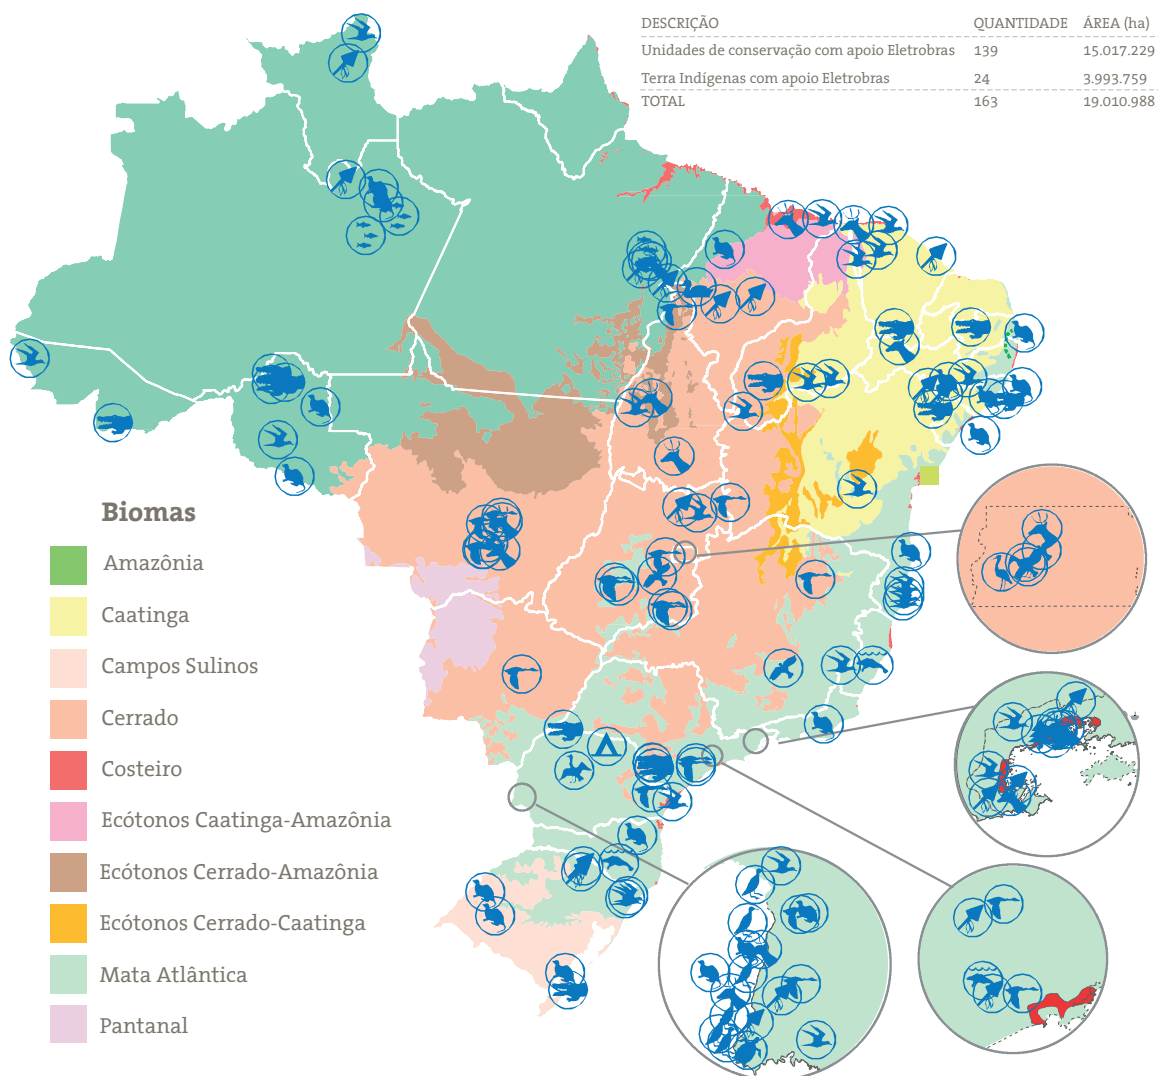 DESCRIÇÃO QUANTIDADE ÁREA (ha)
Unidades de conservação com apoio Eletrobras 139 15.017.229
Terra Indígenas com apoio Eletrobras 24 3.993.759
TOTAL 163 19.010.988
Biomas
Amazônia
Caatinga
Campos Sulinos
Cerrado
Costeiro
Ecótonos Caatinga-Amazônia
Ecótonos Cerrado-Amazônia
Ecótonos Cerrado-Caatinga
Mata Atlântica
Pantanal